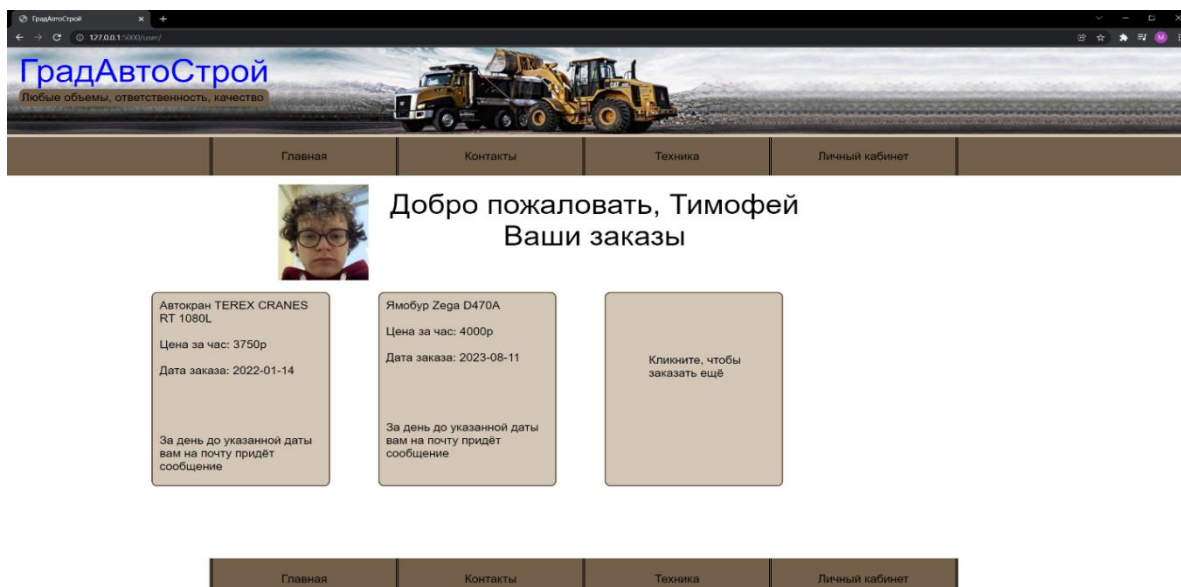 ГрадАвтоСтрой
127.0.0.1:5000/user/
ГрадАвтоСтрой
Любые объемы, ответственность, качество
CAT
Главная
Контакты
Техника
Личный кабинет
Добро пожаловать, Тимофей
Ваши заказы
Автокран TEREX CRANES
RT 1080L
Цена за час: 3750р
Дата заказа: 2022-01-14
За день до указанной даты
вам на почту придёт
сообщение
Ямобур Zega D470A
Цена за час: 4000р
Дата заказа: 2023-08-11
За день до указанной даты
вам на почту придёт
сообщение
Кликните, чтобы
заказать ещё
Главная
Контакты
Техника
Личный кабинет